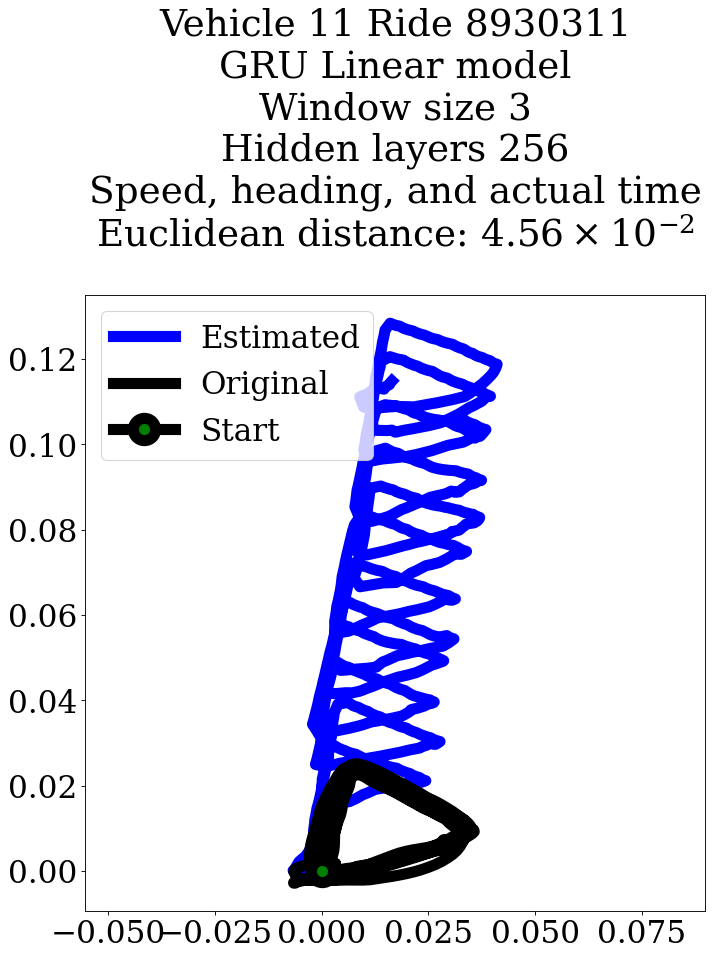 Vehicle 11 Ride 8930311
GRU Linear model
Window size 3
Hidden layers 256
Speed, heading, and actual time
Euclidean distance: 4.56 × 10⁻²
Estimated
Original
Start
0.12
0.10
0.08
0.06
0.04
0.02
0.00
−0.050 −0.025 0.000 0.025 0.050 0.075